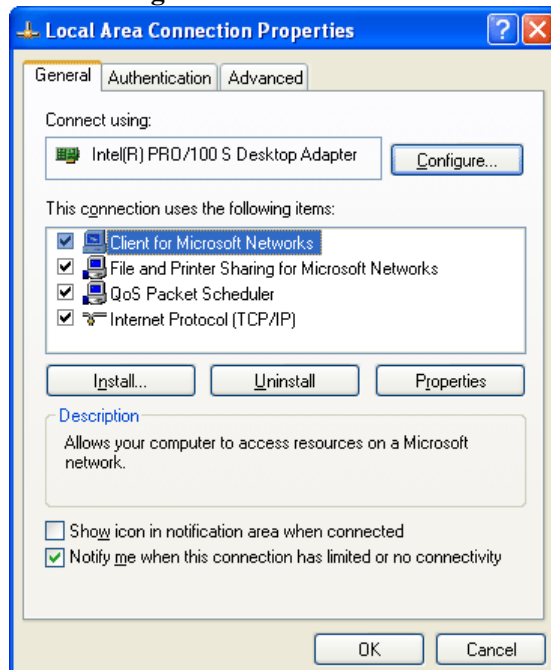 Local Area Connection Properties
General Authentication Advanced
Connect using:
Intel(R) PRO/100 S Desktop Adapter Configure...
This connection uses the following items:
Client for Microsoft Networks
File and Printer Sharing for Microsoft Networks
QoS Packet Scheduler
Internet Protocol (TCP/IP)
Install... Uninstall Properties
Description
Allows your computer to access resources on a Microsoft
network.
Show icon in notification area when connected
Notify me when this connection has limited or no connectivity
OK Cancel